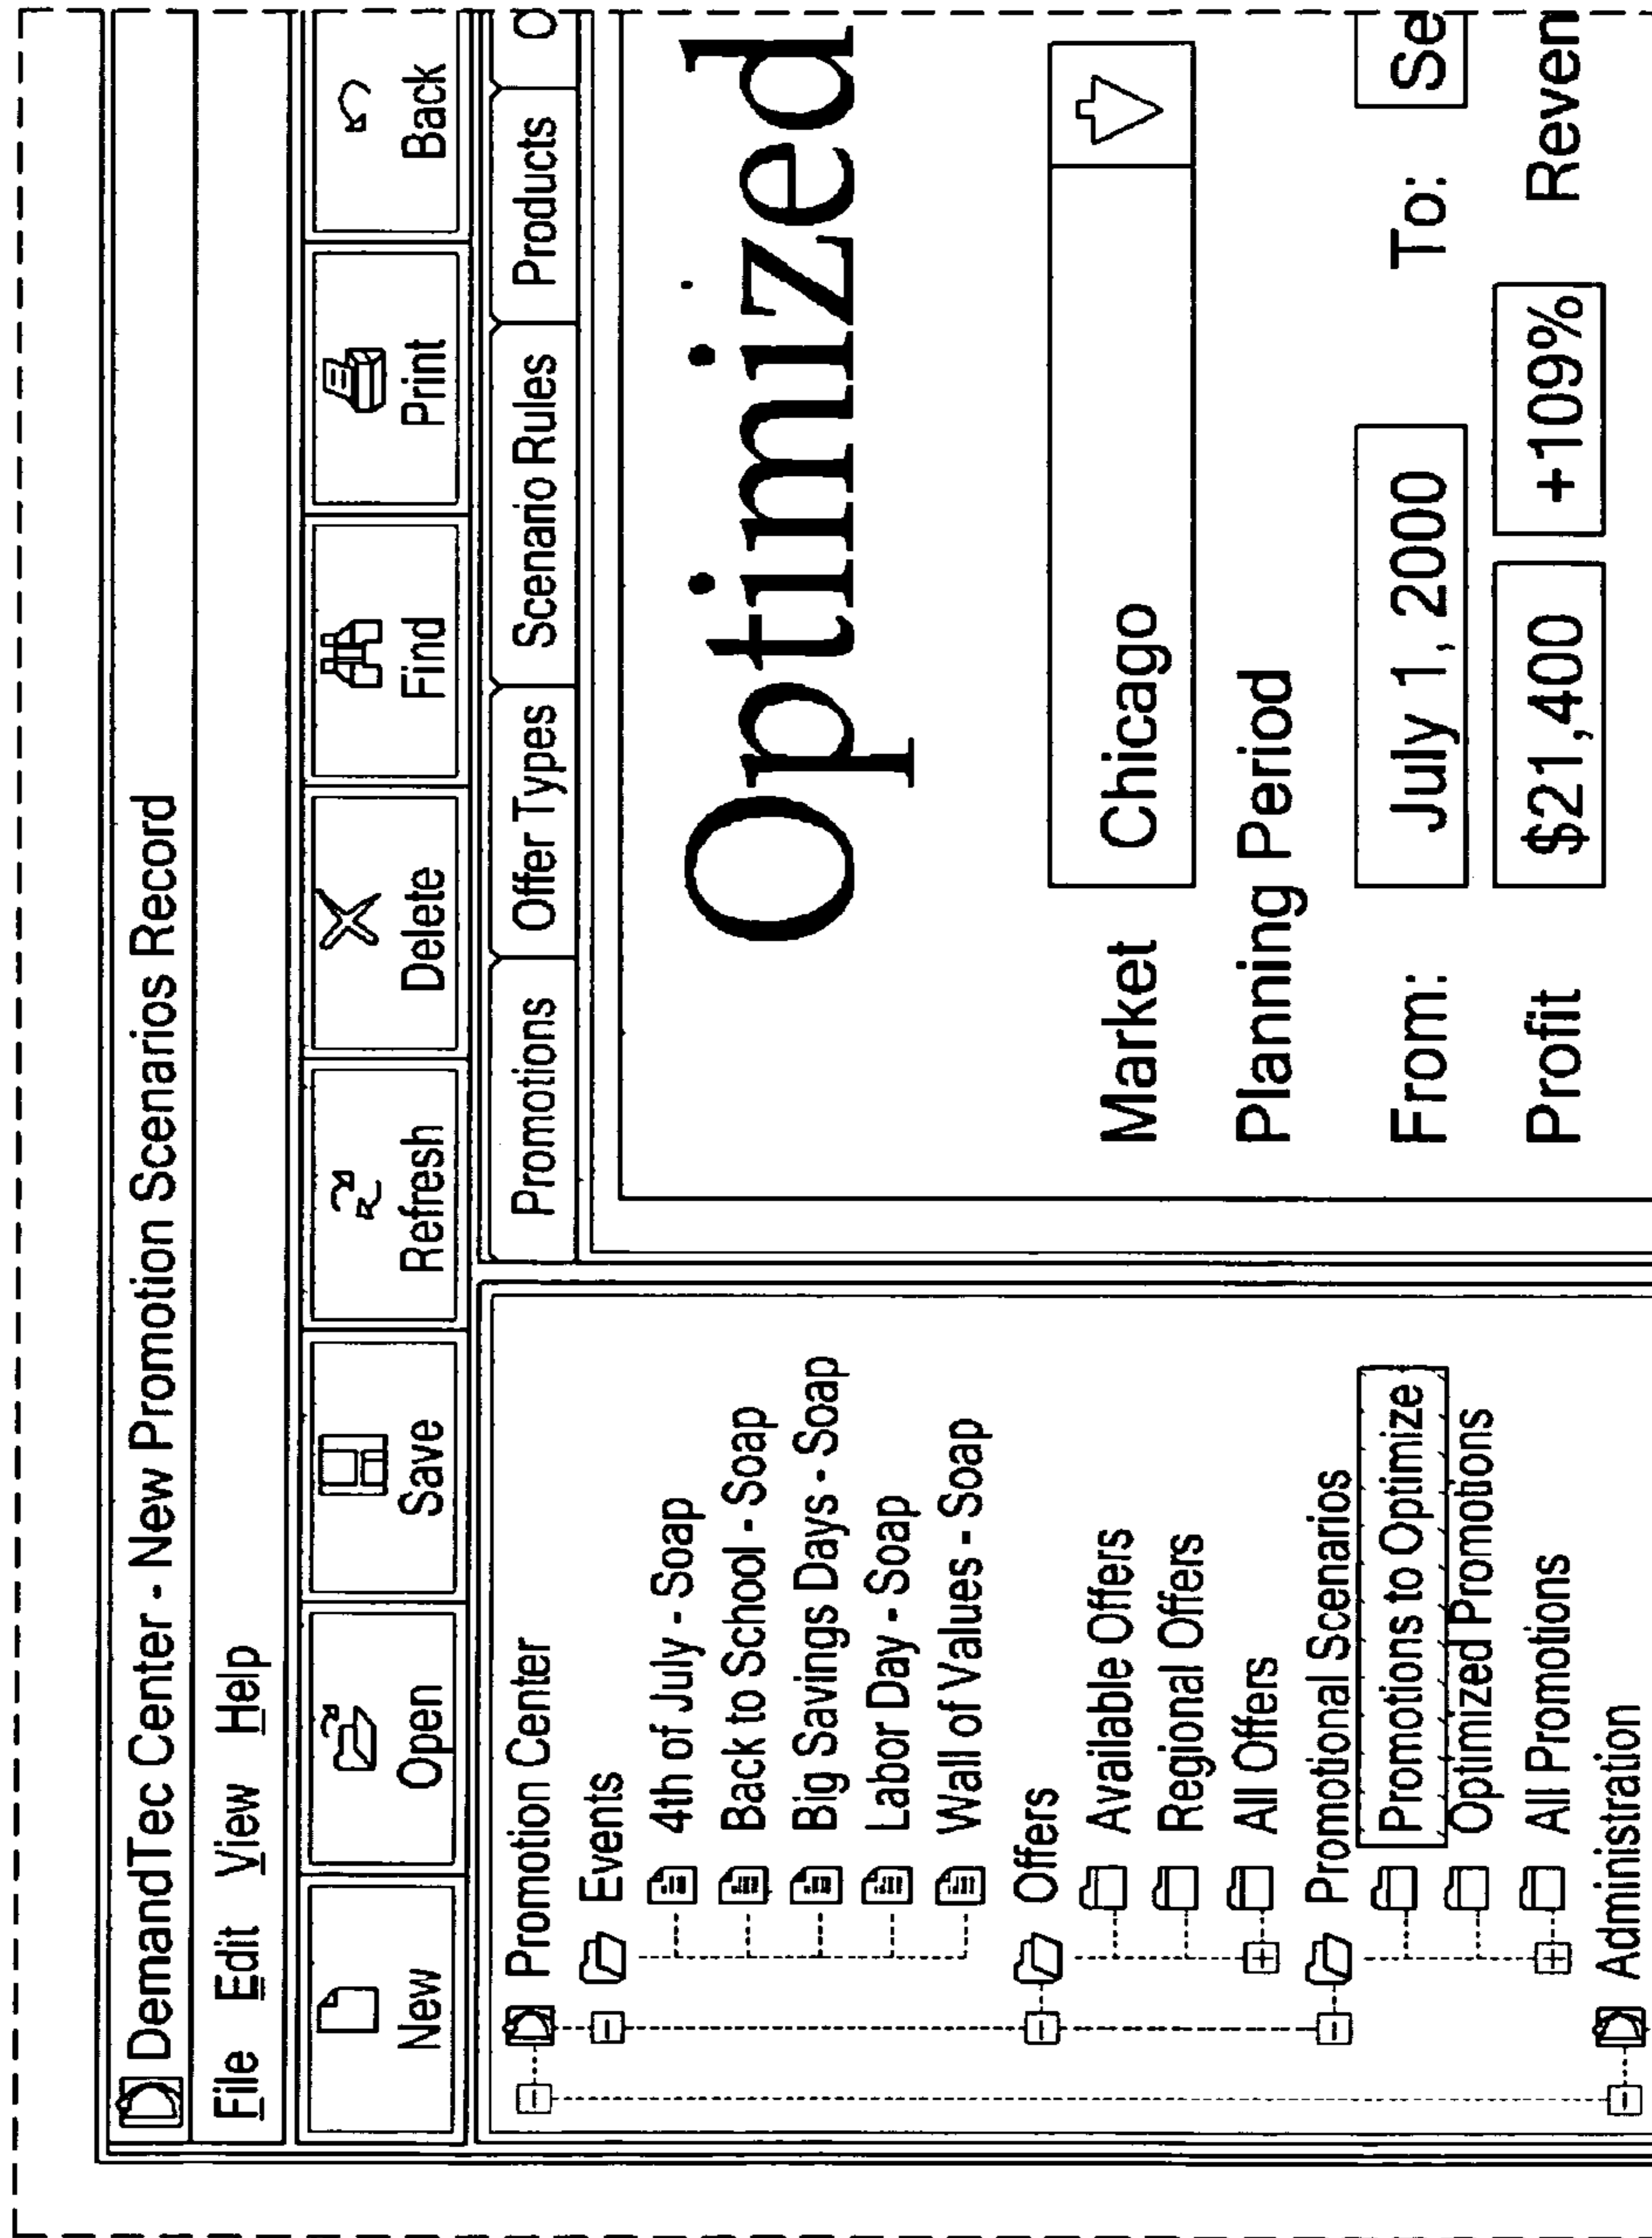 DemandTec Center - New Promotion Scenarios Record
File Edit View Help
New Open Save Refresh Delete Find Print Back
Promotion Center
Events
4th of July - Soap
Back to School - Soap
Big Savings Days - Soap
Labor Day - Soap
Wall of Values - Soap
Offers
Available Offers
Regional Offers
All Offers
Promotional Scenarios
Promotions to Optimize
Optimized Promotions
All Promotions
Administration
Promotions Offer Types Scenario Rules Products O
Optimized
Market Chicago
Planning Period
From: July 1, 2000 To: Se
Profit $21,400 +109% Reven